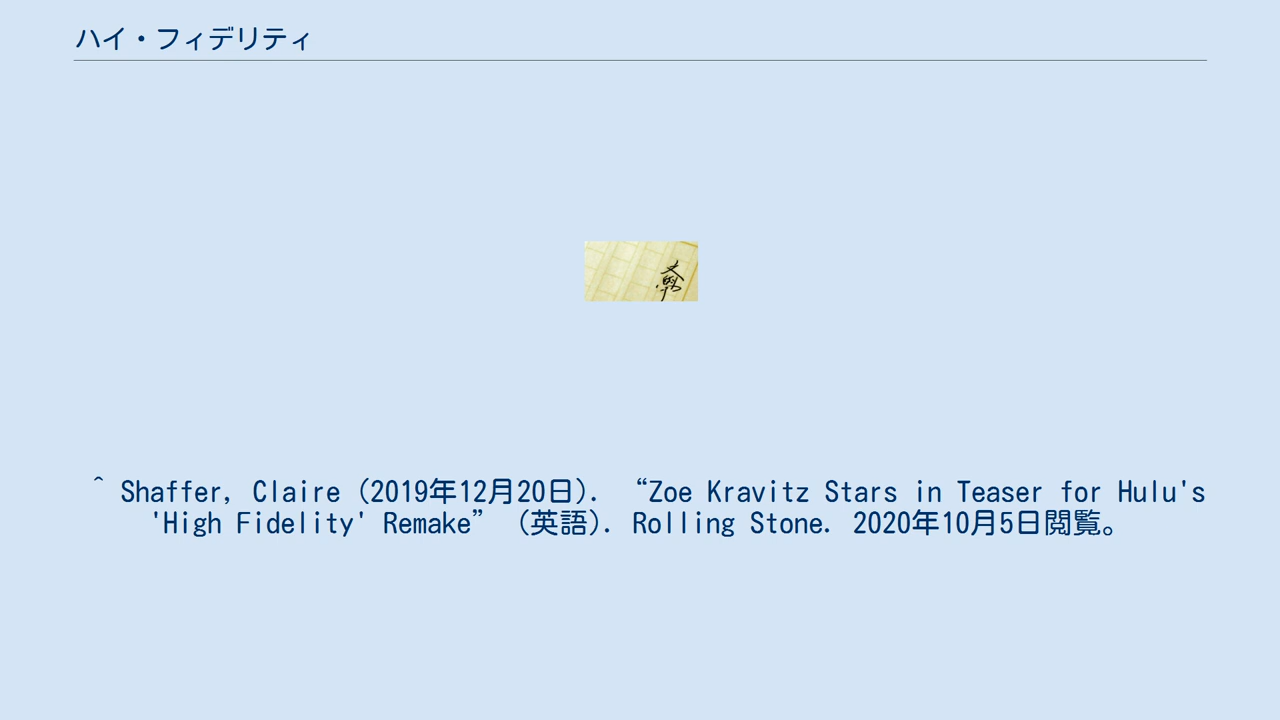 ハイ・フィデリティ
^ Shaffer, Claire (2019年12月20日). “Zoe Kravitz Stars in Teaser for Hulu's
'High Fidelity' Remake” (英語). Rolling Stone. 2020年10月5日閲覧。